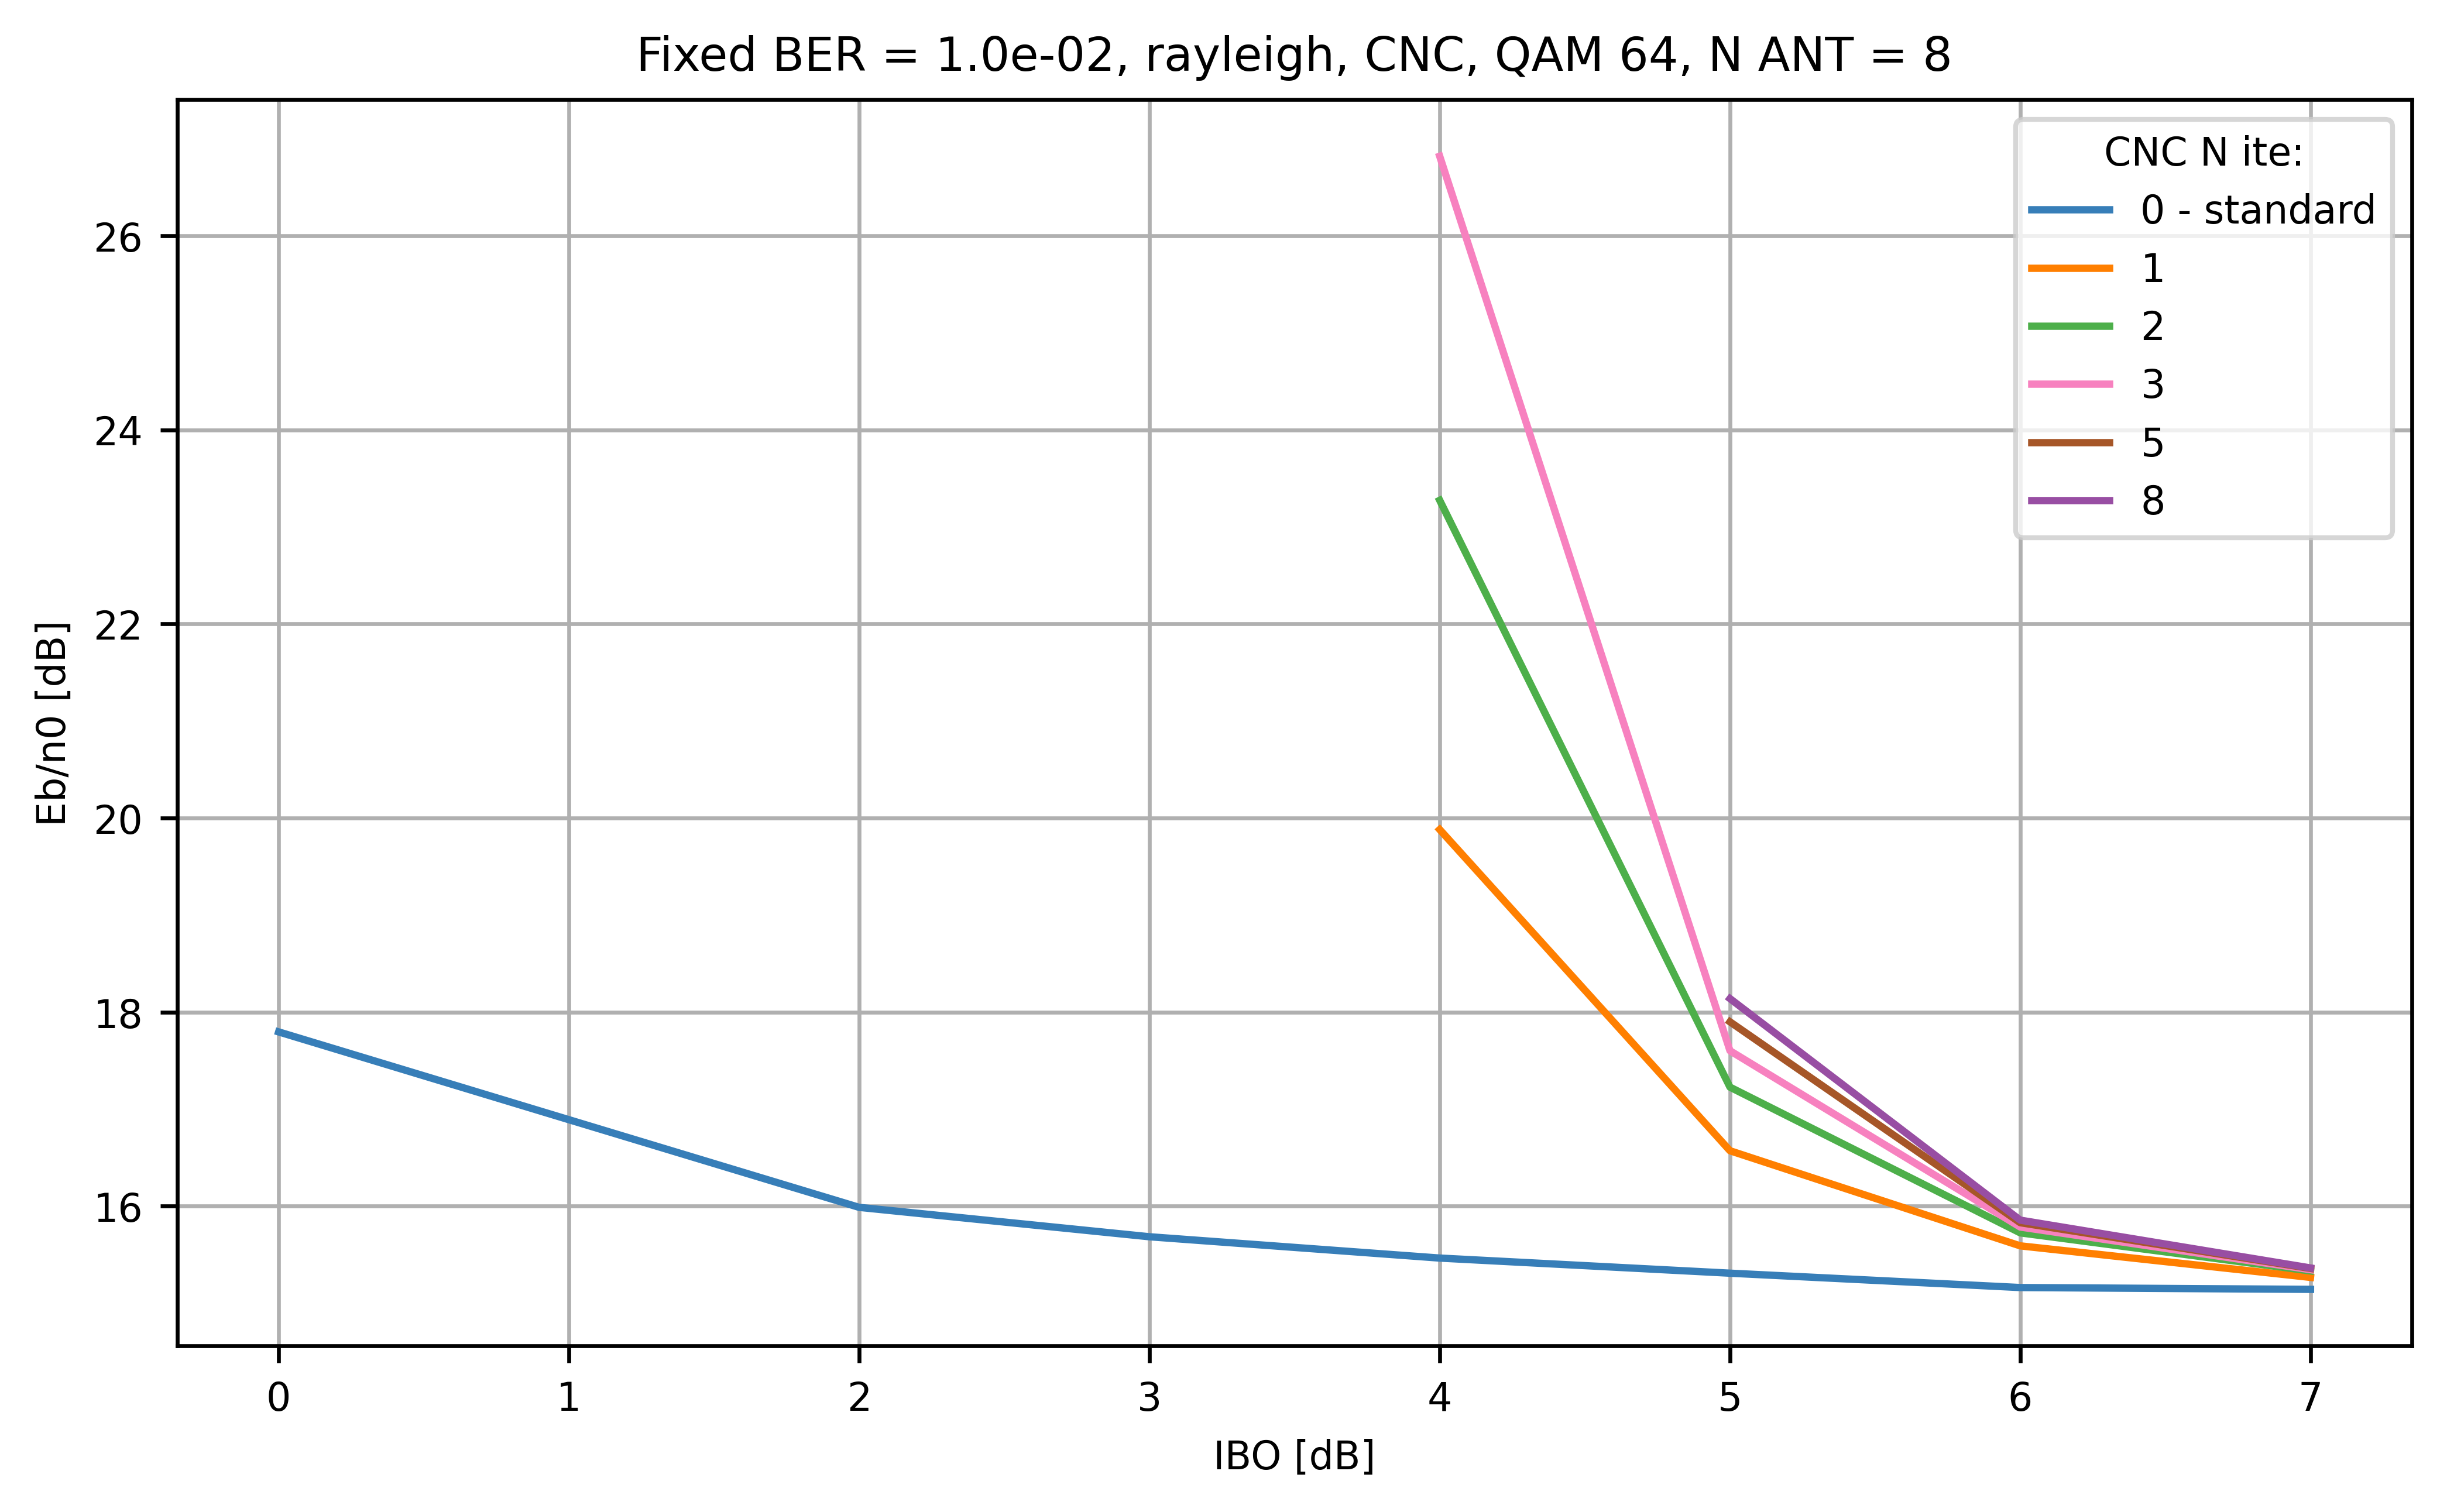 Fixed BER = 1.0e-02, rayleigh, CNC, QAM 64, N ANT = 8
CNC N ite:
0 - standard
1
2
3
5
8
Eb/n0 [dB]
26
24
22
20
18
16
0 1 2 3 4 5 6 7
IBO [dB]